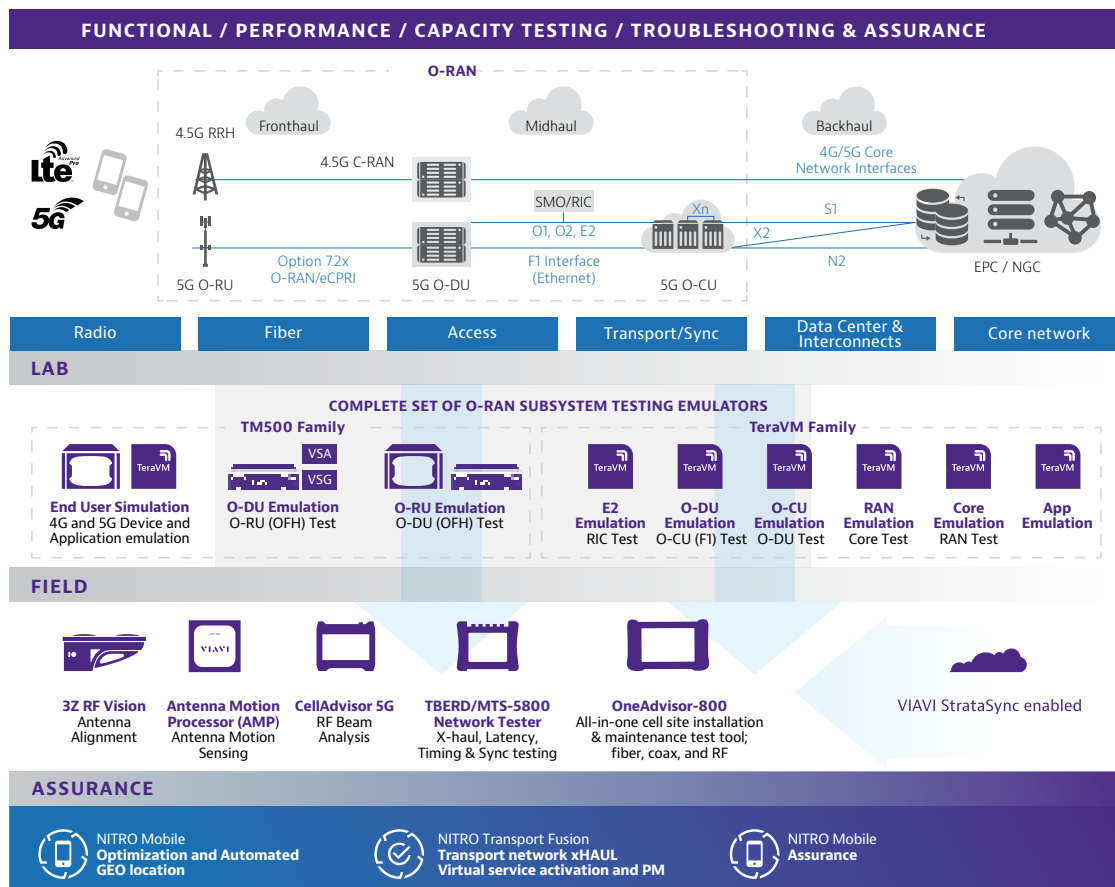 FUNCTIONAL / PERFORMANCE / CAPACITY TESTING / TROUBLESHOOTING & ASSURANCE
O-RAN
Fronthaul
Midhaul
Backhaul
4.5G RRH
Lte
Advanced
Pro
5G
4.5G C-RAN
4G/5G Core
Network Interfaces
SMO/RIC
Xn
S1
O1, O2, E2
X2
Option 7.2x
O-RAN/eCPRI
F1 Interface
(Ethernet)
N2
EPC / NGC
5G O-RU
5G O-DU
5G O-CU
Radio
Fiber
Access
Transport/Sync
Data Center &
Interconnects
Core network
LAB
COMPLETE SET OF O-RAN SUBSYSTEM TESTING EMULATORS
TM500 Family
TeraVM Family
TeraVM
VSA
VSG
TeraVM
TeraVM
TeraVM
TeraVM
TeraVM
TeraVM
End User Simulation
4G and 5G Device and
Application emulation
O-DU Emulation
O-RU (OFH) Test
O-RU Emulation
O-DU (OFH) Test
E2
Emulation
RIC Test
O-DU
Emulation
O-CU (F1) Test
O-CU
Emulation
O-DU Test
RAN
Emulation
Core Test
Core
Emulation
RAN Test
App
Emulation
FIELD
VIAVI
3Z RF Vision
Antenna
Alignment
Antenna Motion
Processor (AMP)
Antenna Motion
Sensing
CellAdvisor 5G
RF Beam
Analysis
TBERD/MTS-5800
Network Tester
X-haul, Latency,
Timing & Sync testing
OneAdvisor-800
All-in-one cell site installation
& maintenance test tool;
fiber, coax, and RF
VIAVI StrataSync enabled
ASSURANCE
NITRO Mobile
Optimization and Automated
GEO location
NITRO Transport Fusion
Transport network xHAUL
Virtual service activation and PM
NITRO Mobile
Assurance